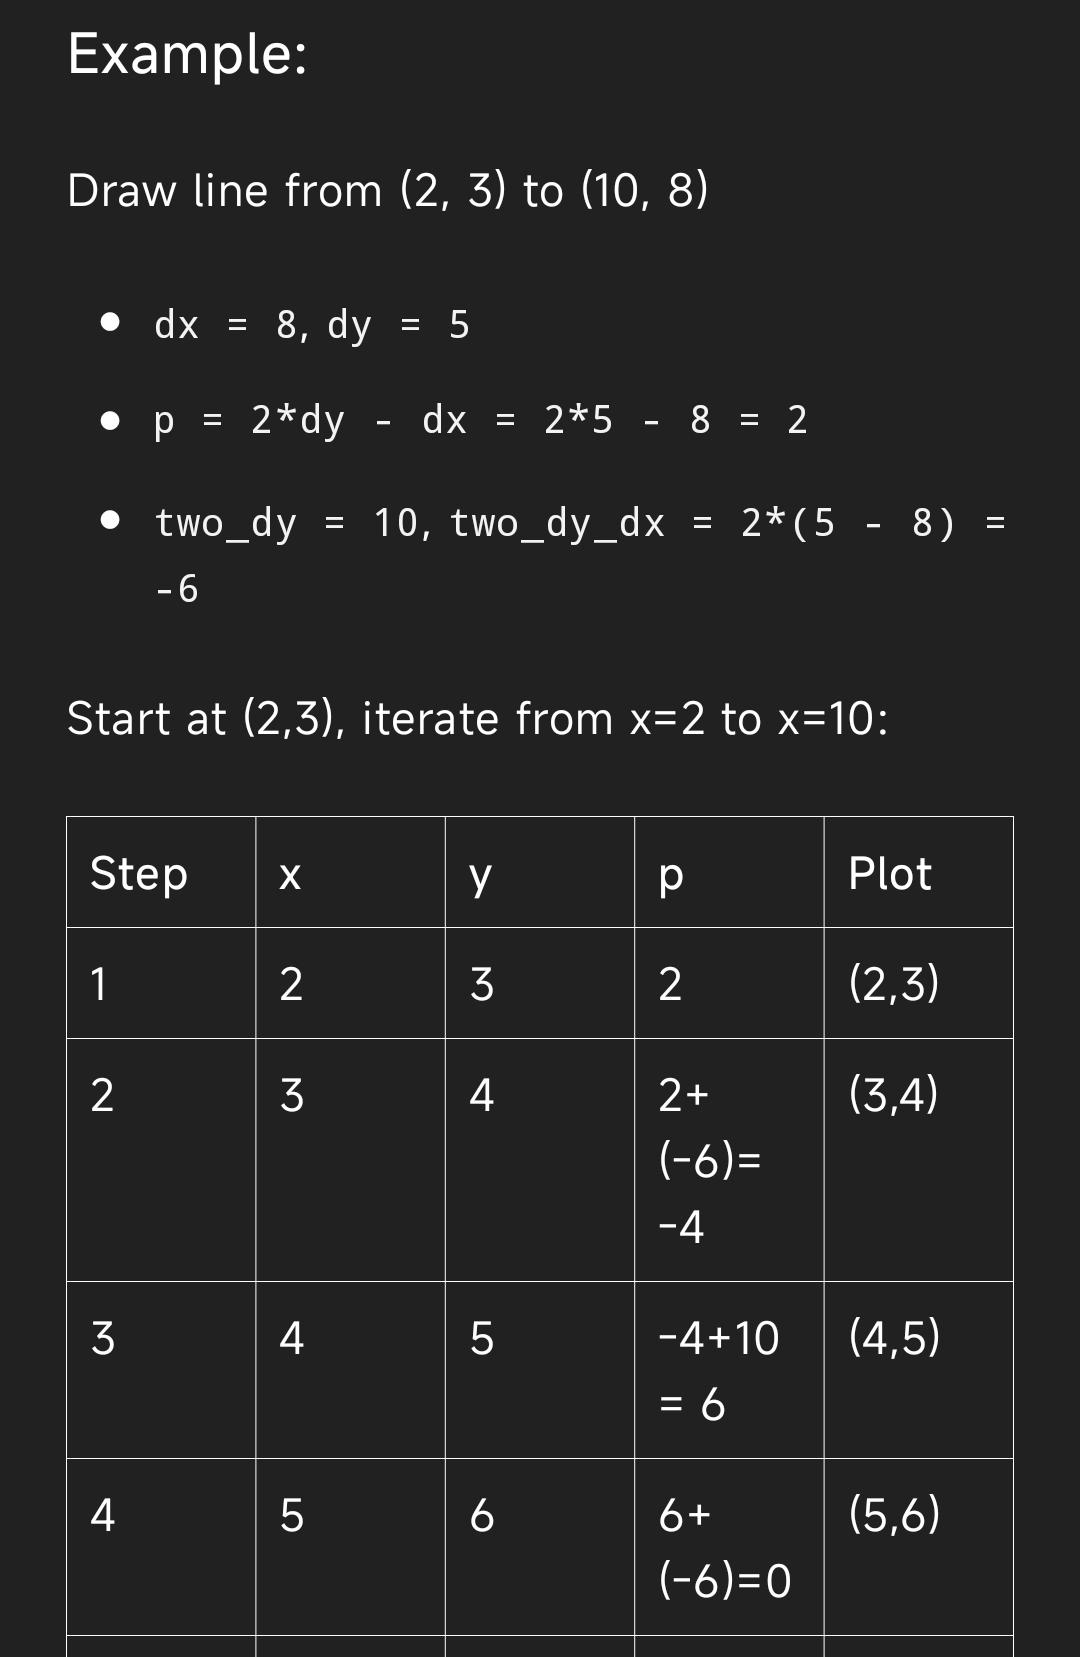 Example:
Draw line from (2, 3) to (10, 8)
● dx = 8, dy = 5
● p = 2*dy - dx = 2*5 - 8 = 2
● two_dy = 10, two_dy_dx = 2*(5 - 8) =
-6
Start at (2,3), iterate from x=2 to x=10:
Step x y p Plot
1 2 3 2 (2,3)
2 3 4 2+ (3,4)
(-6)=
-4
3 4 5 -4+10 (4,5)
= 6
4 5 6 6+ (5,6)
(-6)=0